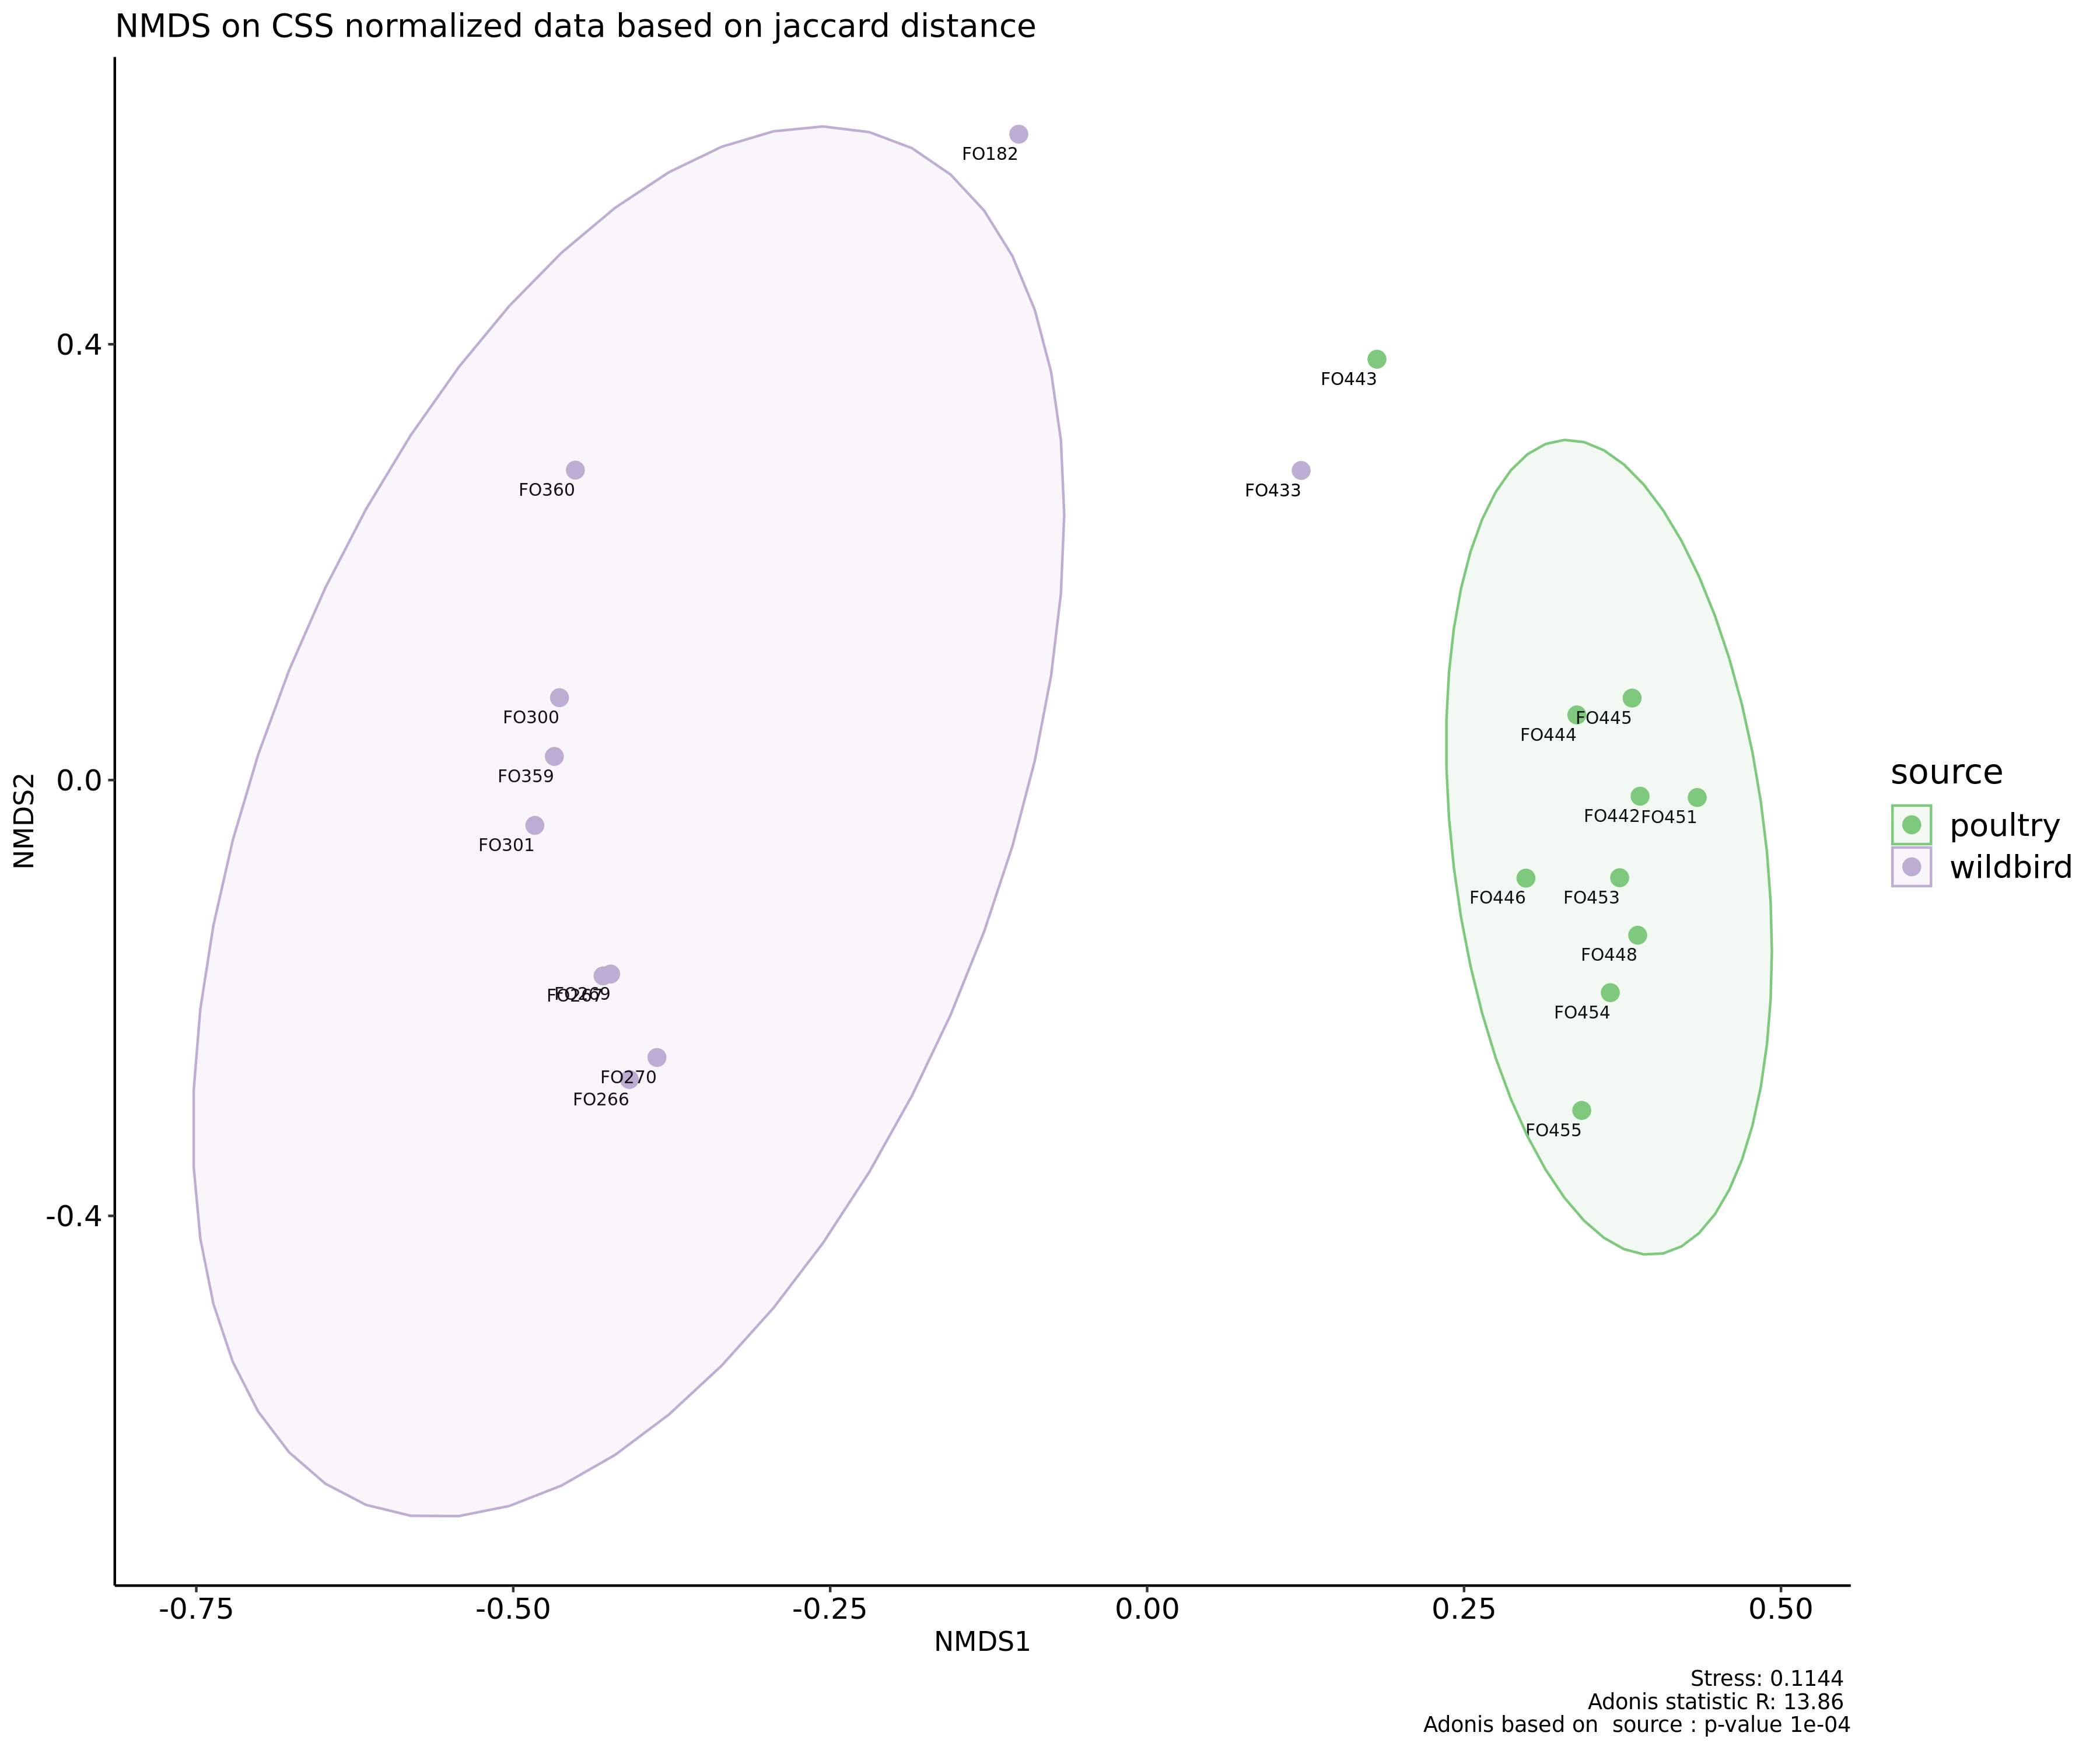 NMDS on CSS normalized data based on jaccard distance
FO182
0.4
FO443
FO360
FO433
FO300
FO445
FO444
0.0
FO359
source
NMDS2
FO442
FO451
poultry
FO301
wildbird
FO446
FO453
FO448
FO269
FO267
FO454
FO270
FO266
FO455
-0.4
-0.75 -0.50 -0.25 0.00 0.25 0.50
NMDS1
Stress: 0.1144
Adonis statistic R: 13.86
Adonis based on  source : p-value 1e-04